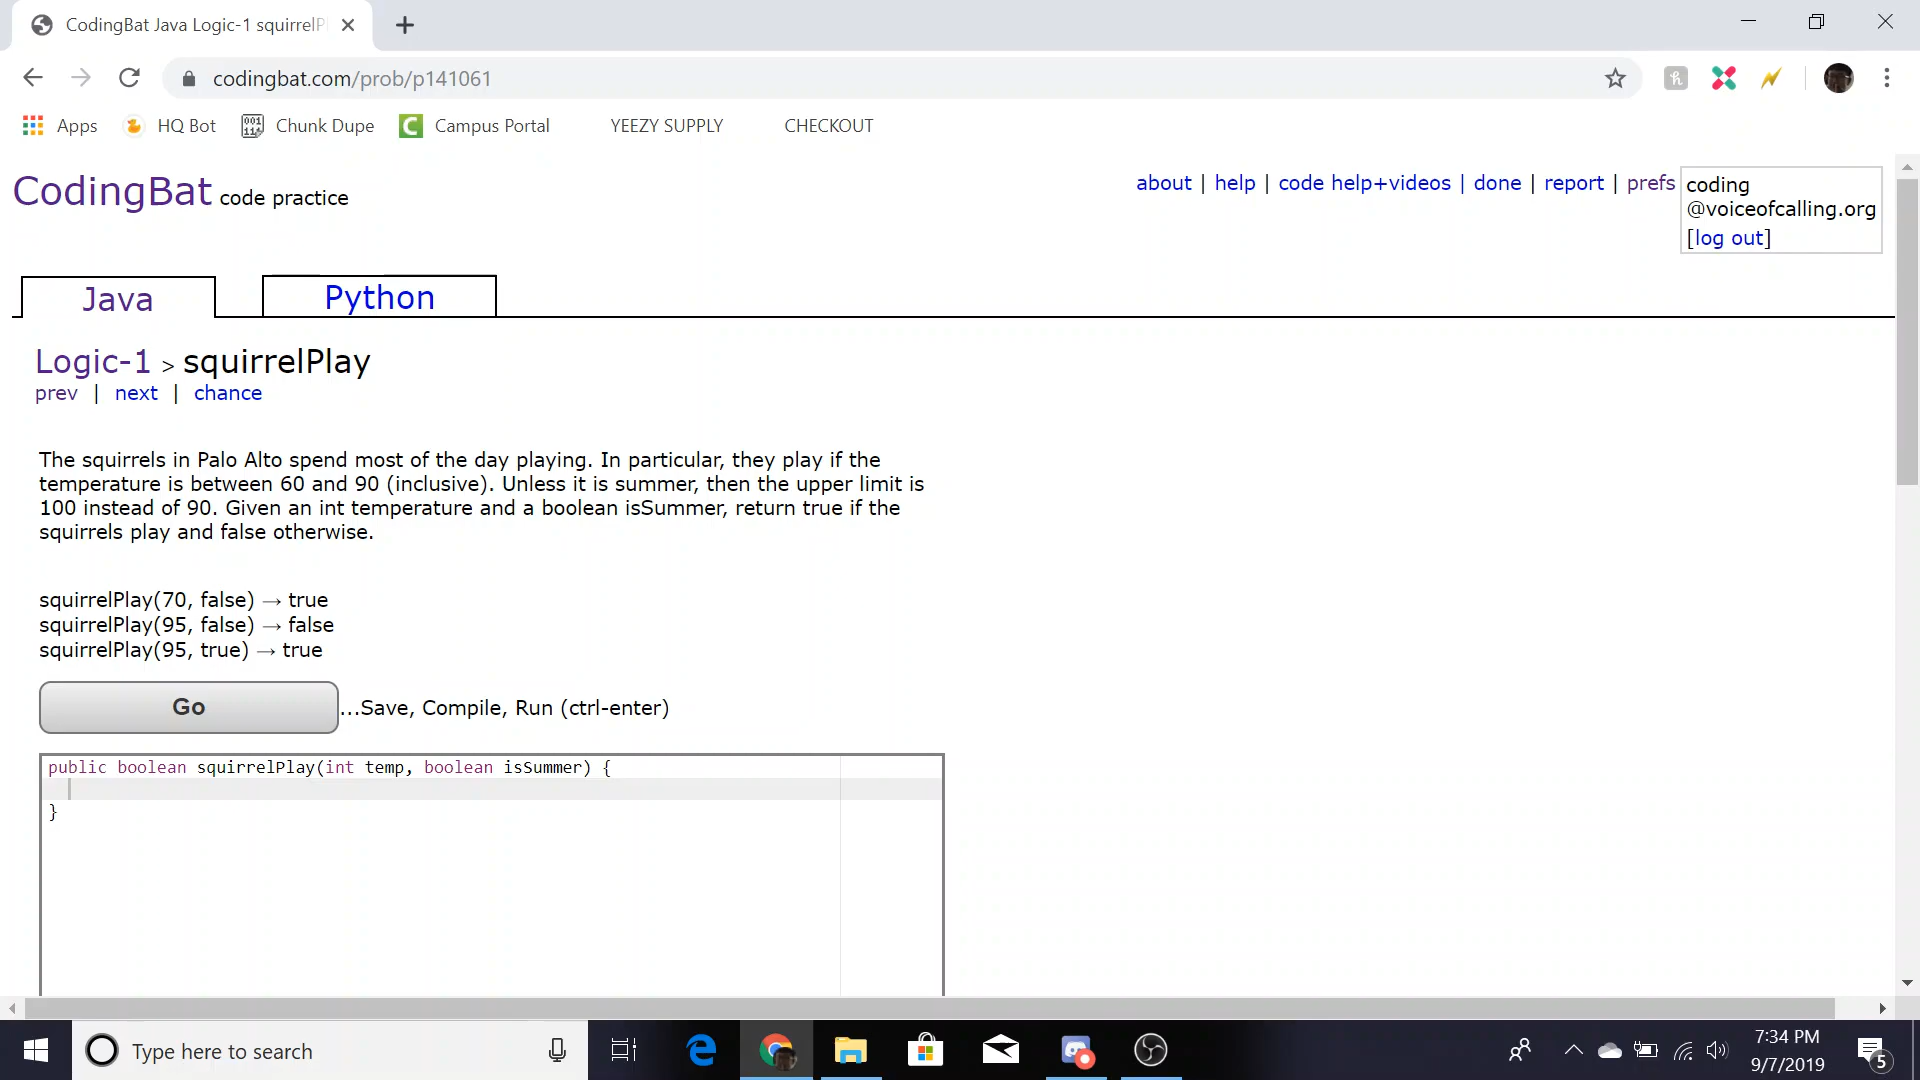 CodingBat Java Logic-1 squirrelP
codingbat.com/prob/p141061
Apps HQ Bot Chunk Dupe Campus Portal YEEZY SUPPLY CHECKOUT
CodingBat code practice
about | help | code help+videos | done | report | prefs
coding
@voiceofcalling.org
[log out]
Java Python
Logic-1 > squirrelPlay
prev | next | chance
The squirrels in Palo Alto spend most of the day playing. In particular, they play if the
temperature is between 60 and 90 (inclusive). Unless it is summer, then the upper limit is
100 instead of 90. Given an int temperature and a boolean isSummer, return true if the
squirrels play and false otherwise.
squirrelPlay(70, false) → true
squirrelPlay(95, false) → false
squirrelPlay(95, true) → true
Go ...Save, Compile, Run (ctrl-enter)
public boolean squirrelPlay(int temp, boolean isSummer) {
}
Type here to search
7:34 PM
9/7/2019
5